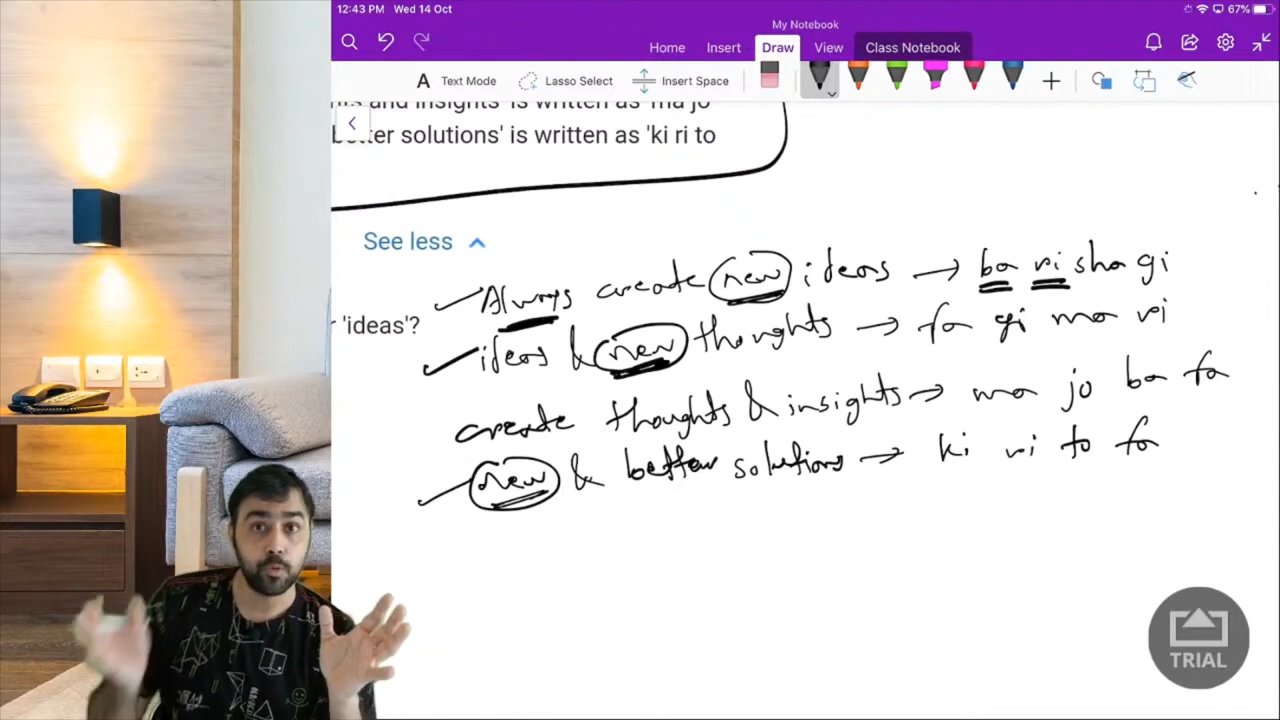 12:43 PM Wed 14 Oct 67%
My Notebook
Home Insert Draw View Class Notebook
A Text Mode Lasso Select Insert Space
and insights' is written as 'ma jo
better solutions' is written as 'ki ri to
See less
'ideas'?
Always create new ideas → ba ri sha gi
ideas & new thoughts → fa gi ma ri
create thoughts & insights → ma jo ba fa
new & better solutions → ki ri to fa
TRIAL